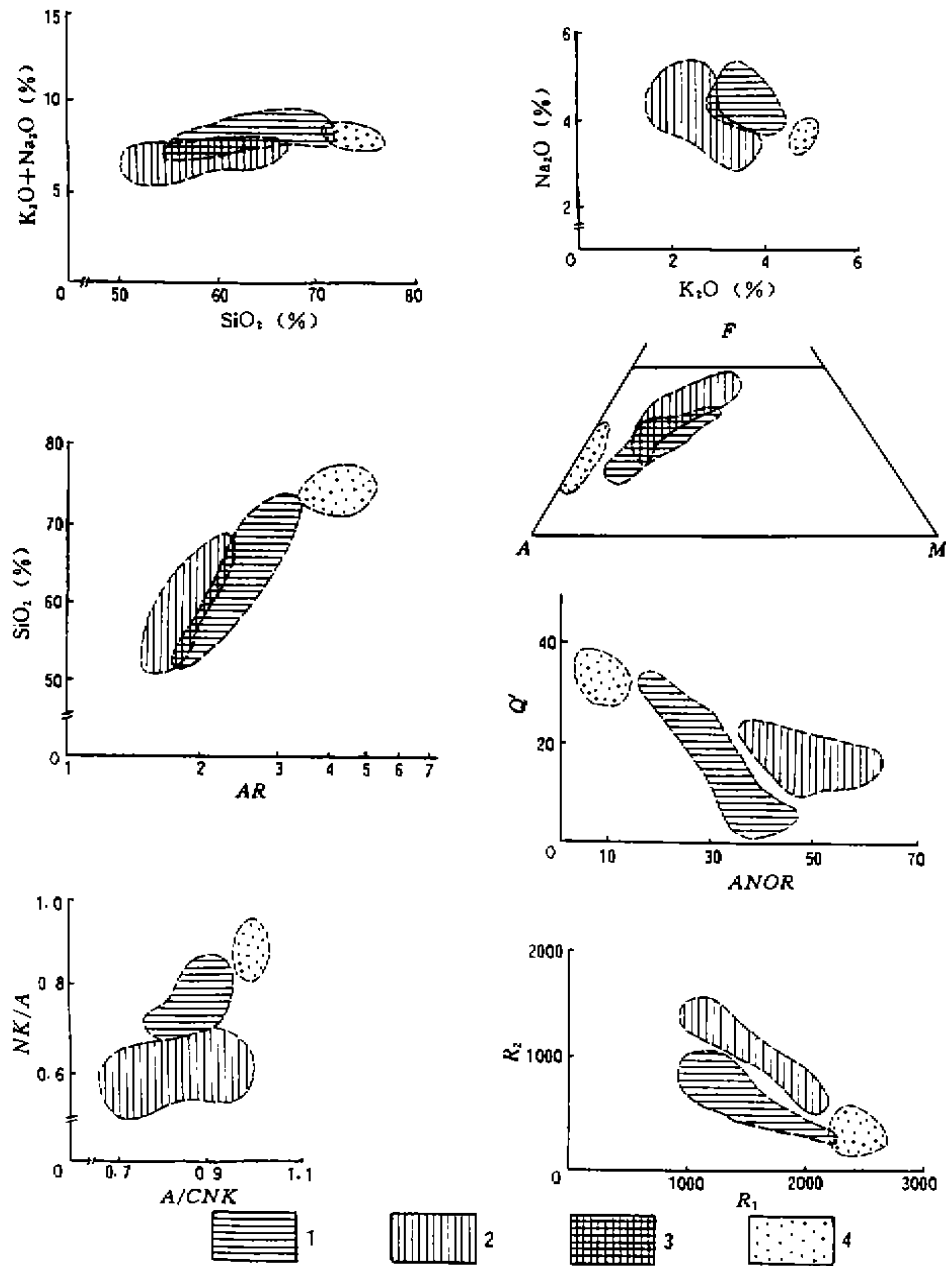 15
10
5
0
K₂O+Na₂O (%)
50 60 70 80
SiO₂ (%)
6
4
2
0
Na₂O (%)
2 4 6
K₂O (%)
80
70
60
50
0
SiO₂ (%)
1 2 3 4 5 6 7
AR
F
A M
40
20
0
Q'
10 30 50 70
ANOR
1.0
0.8
0.6
0
NK/A
0.7 0.9 1.1
A/CNK
2000
1000
0
R₂
1000 2000 3000
R₁
1 2 3 4